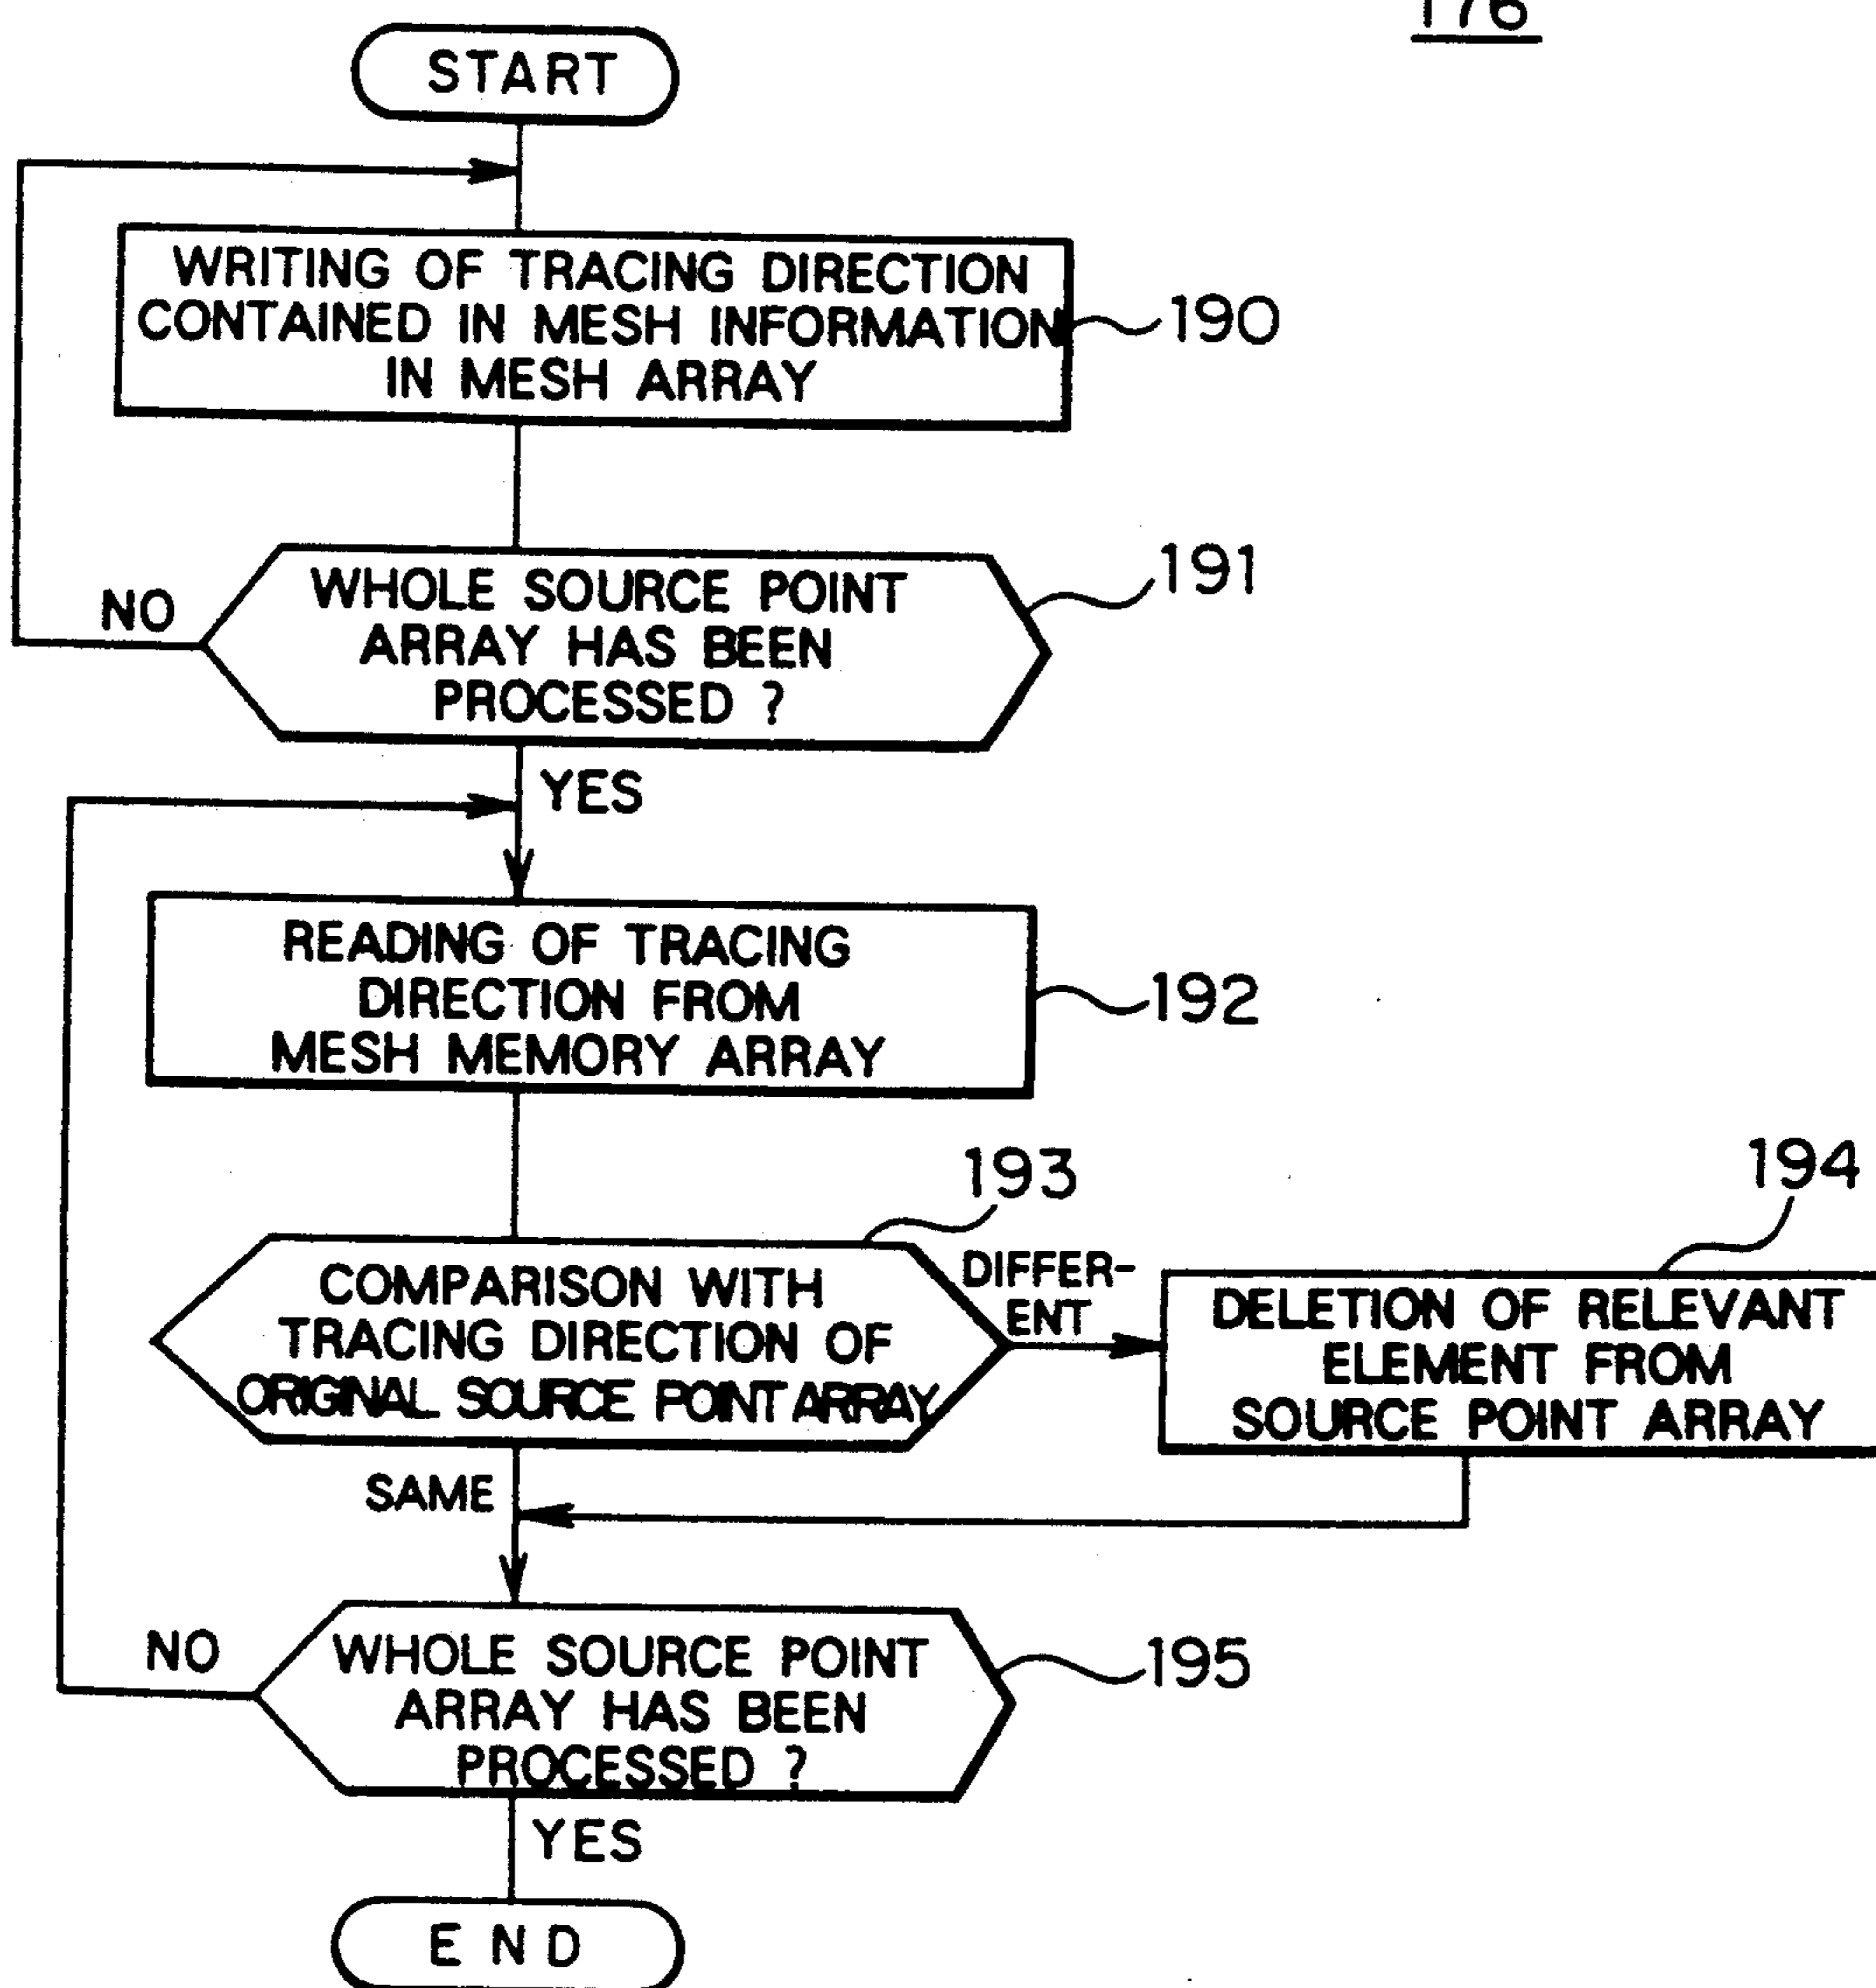 176
START
WRITING OF TRACING DIRECTION
CONTAINED IN MESH INFORMATION
IN MESH ARRAY
190
WHOLE SOURCE POINT
ARRAY HAS BEEN
PROCESSED ?
191
NO
YES
READING OF TRACING
DIRECTION FROM
MESH MEMORY ARRAY
192
193
COMPARISON WITH
TRACING DIRECTION OF
ORIGINAL SOURCE POINT ARRAY
DIFFER-
ENT
194
DELETION OF RELEVANT
ELEMENT FROM
SOURCE POINT ARRAY
SAME
NO
WHOLE SOURCE POINT
ARRAY HAS BEEN
PROCESSED ?
195
YES
END